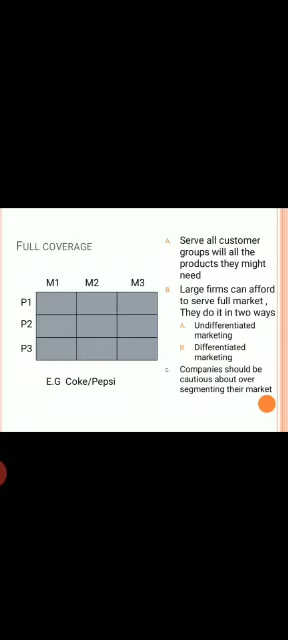 FULL COVERAGE
M1 M2 M3
P1
P2
P3
E.G Coke/Pepsi
A. Serve all customer
groups will all the
products they might
need
B. Large firms can afford
to serve full market ,
They do it in two ways
A. Undifferentiated
marketing
B. Differentiated
marketing
C. Companies should be
cautious about over
segmenting their market